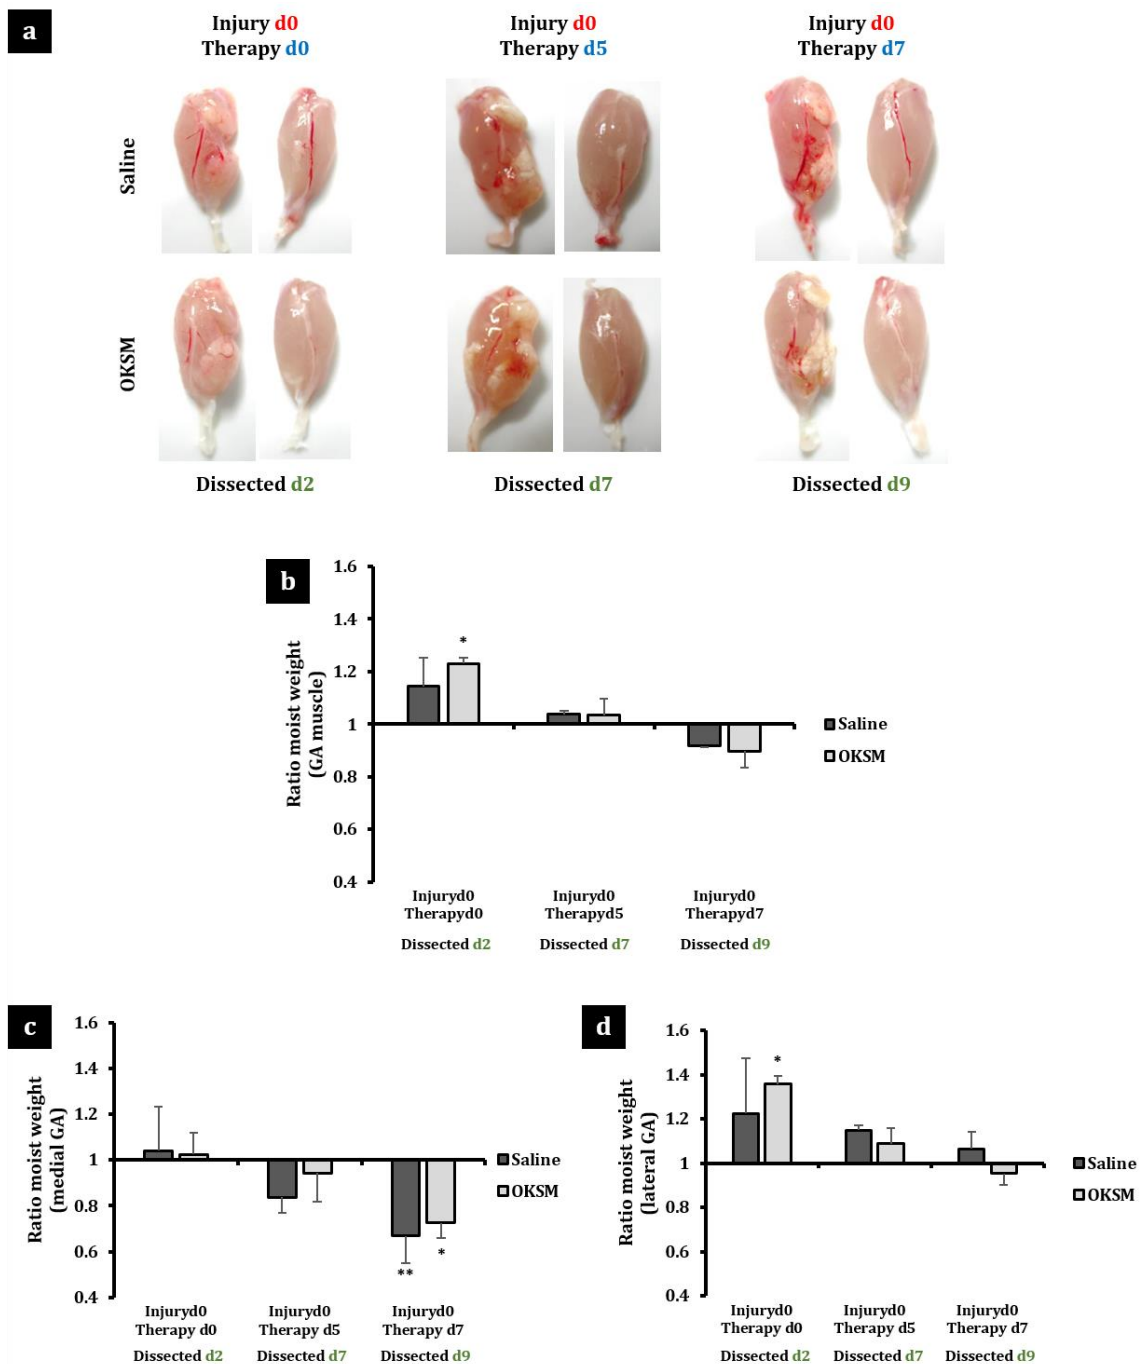 a
Injury d0
Therapy d0
Injury d0
Therapy d5
Injury d0
Therapy d7
Saline
OKSM
Dissected d2
Dissected d7
Dissected d9
b
Ratio moist weight
(GA muscle)
1.6
1.4
1.2
1
0.8
0.6
0.4
*
Saline
OKSM
Injuryd0
Therapyd0
Dissected d2
Injuryd0
Therapyd5
Dissected d7
Injuryd0
Therapyd7
Dissected d9
c
Ratio moist weight
(medial GA)
1.6
1.4
1.2
1
0.8
0.6
0.4
**
*
Saline
OKSM
Injuryd0
Therapy d0
Dissected d2
Injuryd0
Therapy d5
Dissected d7
Injuryd0
Therapy d7
Dissected d9
d
Ratio moist weight
(lateral GA)
1.6
1.4
1.2
1
0.8
0.6
0.4
*
Saline
OKSM
Injuryd0
Therapy d0
Dissected d2
Injuryd0
Therapy d5
Dissected d7
Injuryd0
Therapy d7
Dissected d9